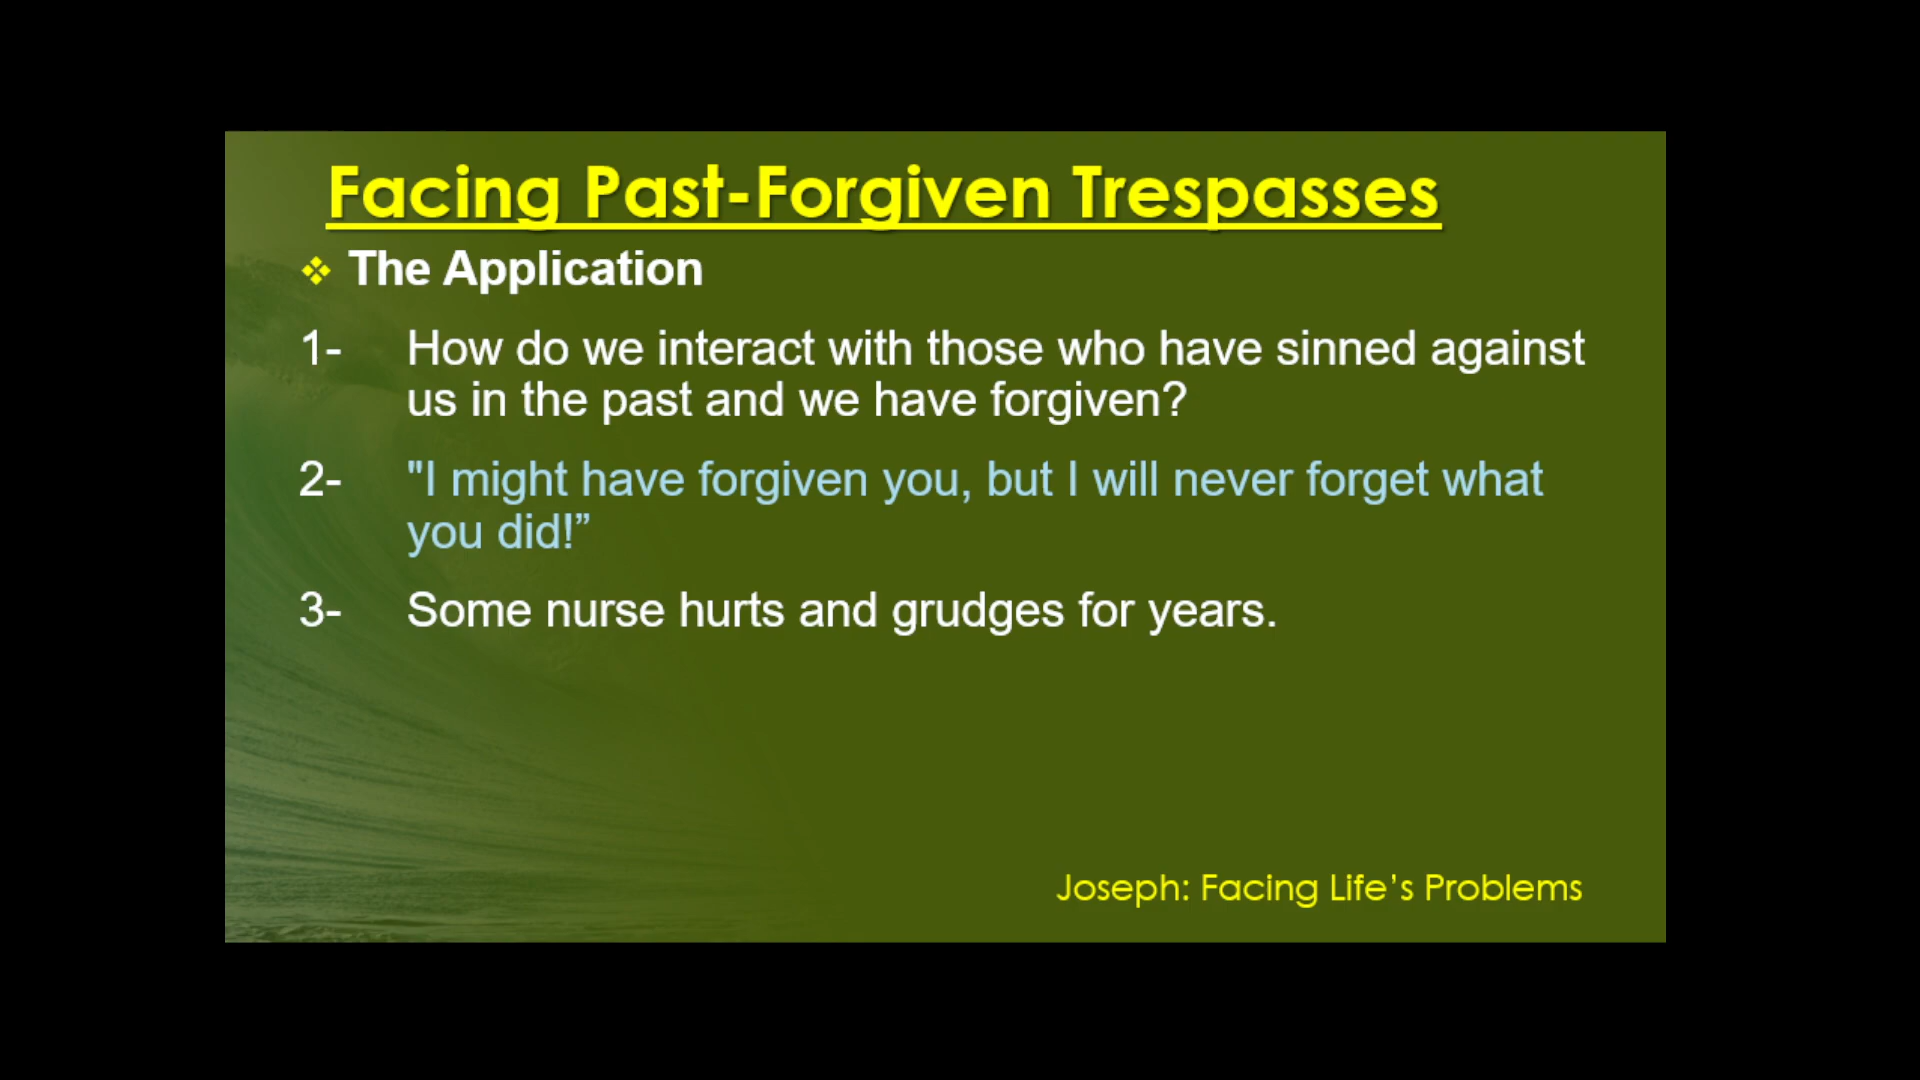 Facing Past-Forgiven Trespasses
❖ The Application
1- How do we interact with those who have sinned against
us in the past and we have forgiven?
2- "I might have forgiven you, but I will never forget what
you did!”
3- Some nurse hurts and grudges for years.
Joseph: Facing Life’s Problems